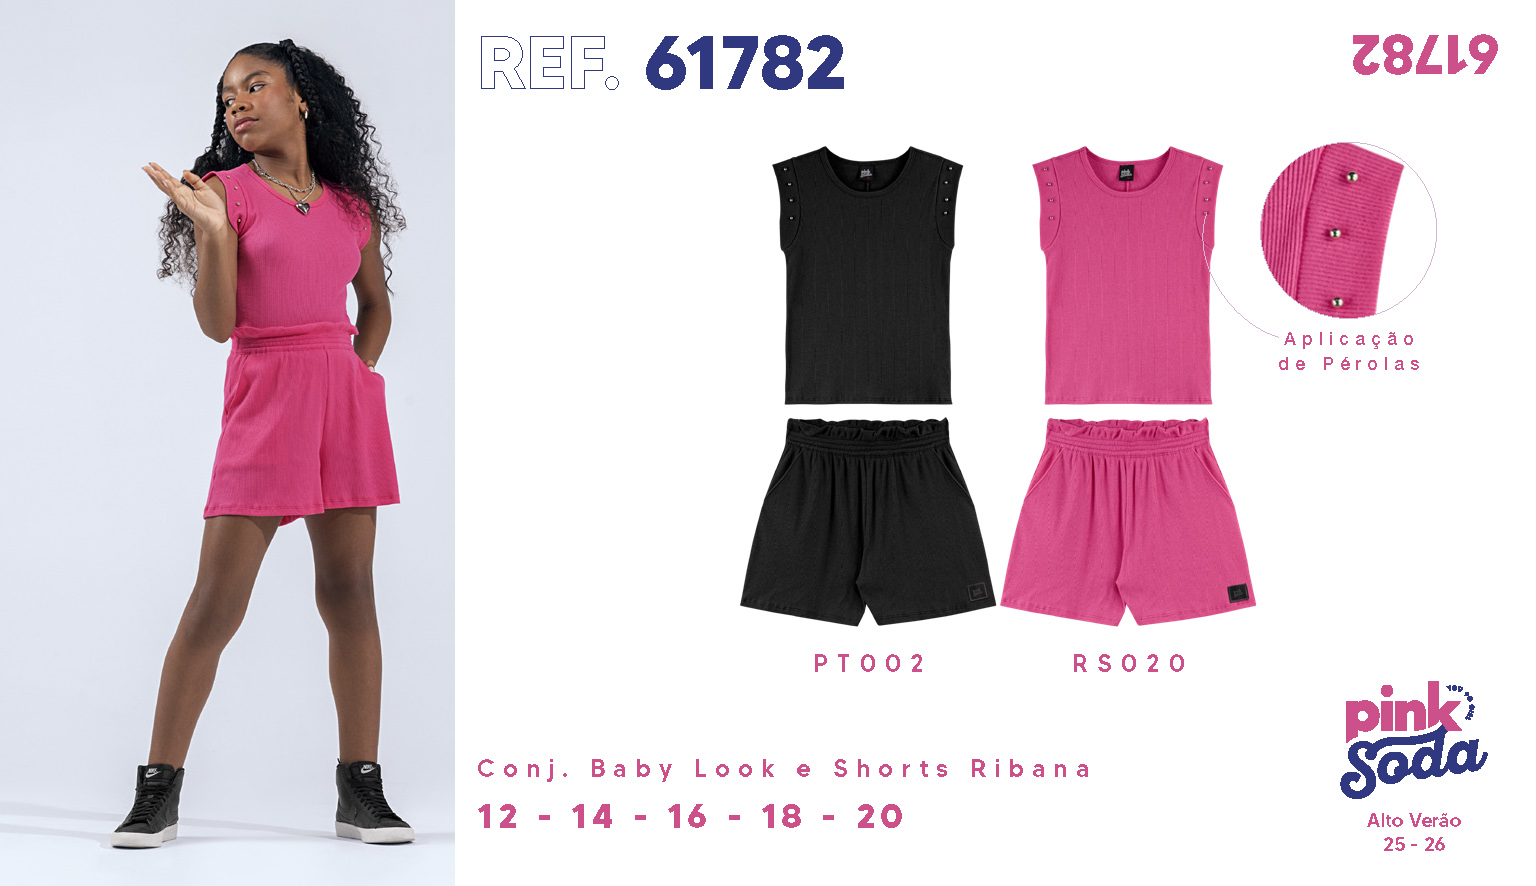 REF. 61782
61782
Aplicação
de Pérolas
PT002
RS020
Conj. Baby Look e Shorts Ribana
12 - 14 - 16 - 18 - 20
pink
Soda
Alto Verão
25 - 26